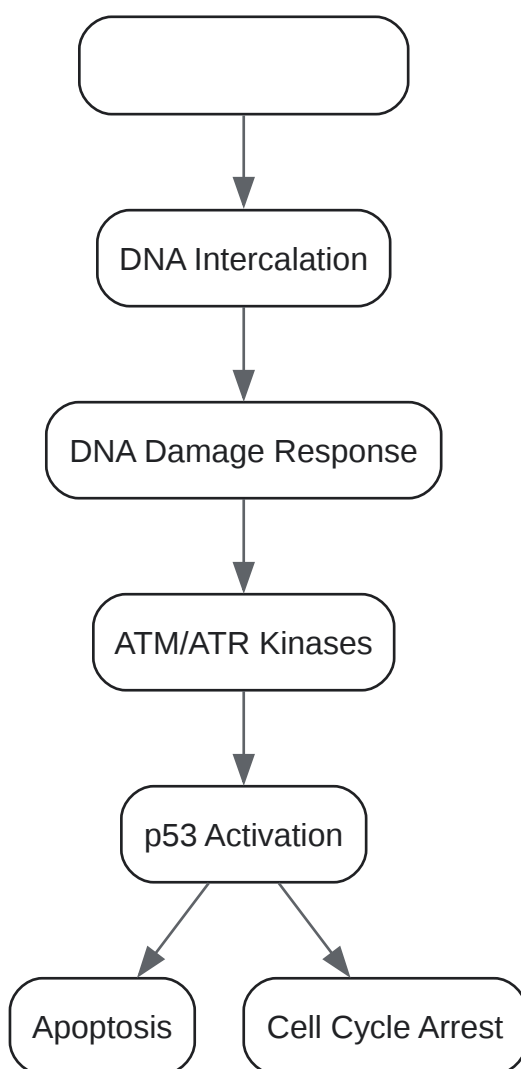 DNA Intercalation
DNA Damage Response
ATM/ATR Kinases
p53 Activation
Apoptosis
Cell Cycle Arrest